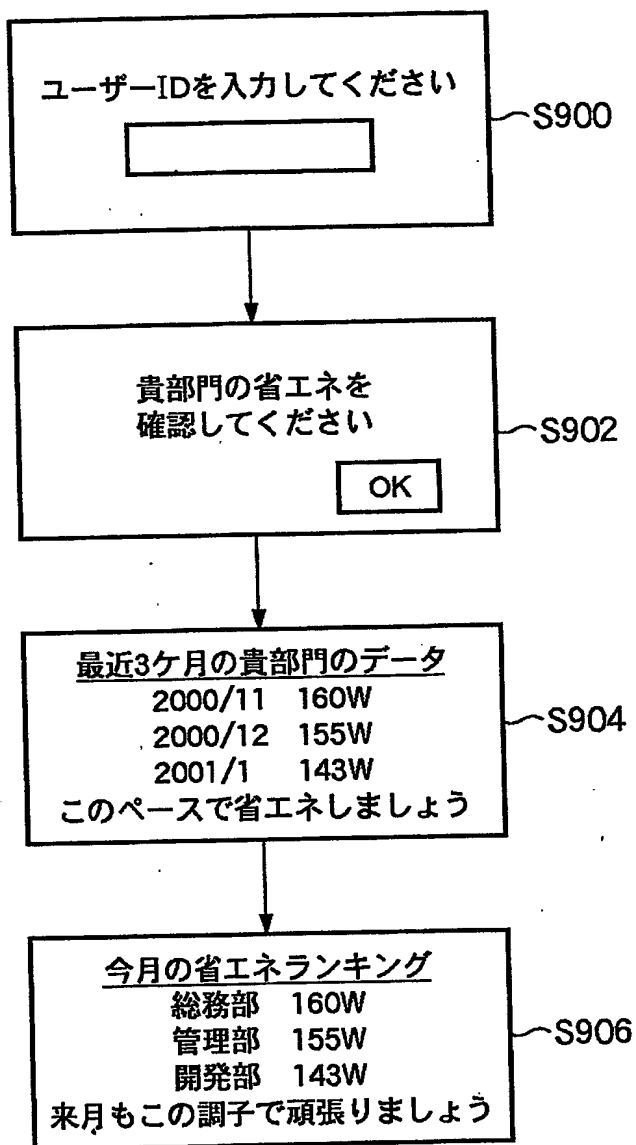 ユーザーIDを入力してください
S900
貴部門の省エネを
確認してください
OK
S902
最近3ケ月の貴部門のデータ
2000/11 160W
2000/12 155W
2001/1 143W
このペースで省エネしましょう
S904
今月の省エネランキング
総務部 160W
管理部 155W
開発部 143W
来月もこの調子で頑張りましょう
S906